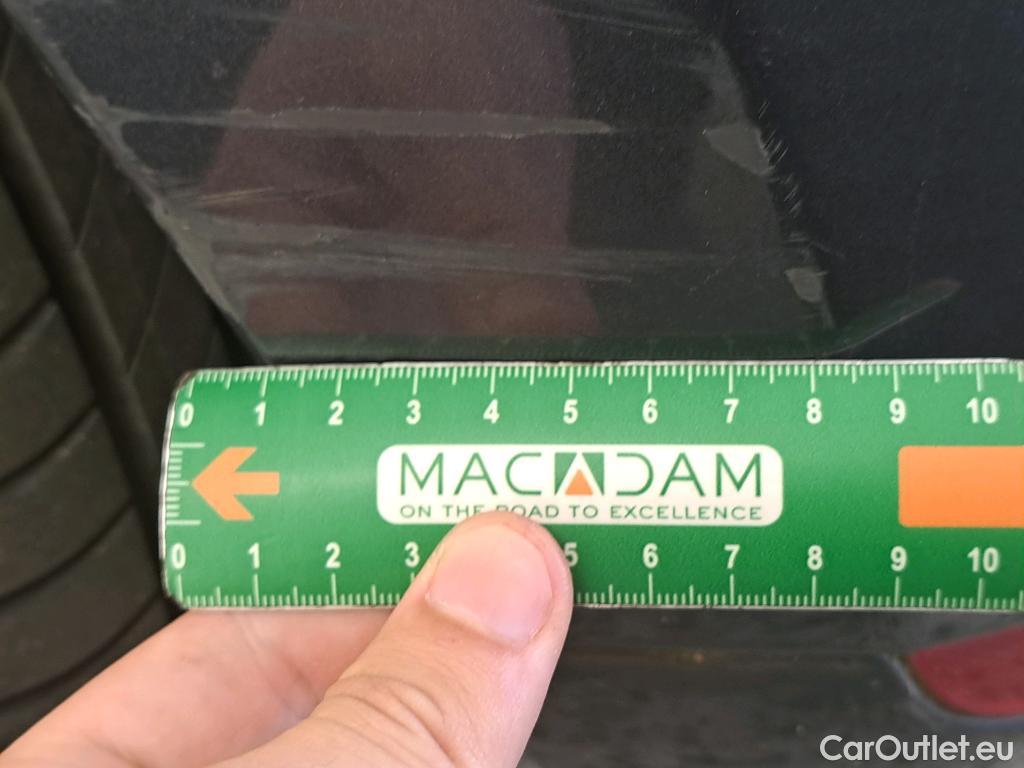 0 1 2 3 4 5 6 7 8 9 10
MACADAM
ON THE ROAD TO EXCELLENCE
0 1 2 3 5 6 7 8 9 10
CarOutlet.eu